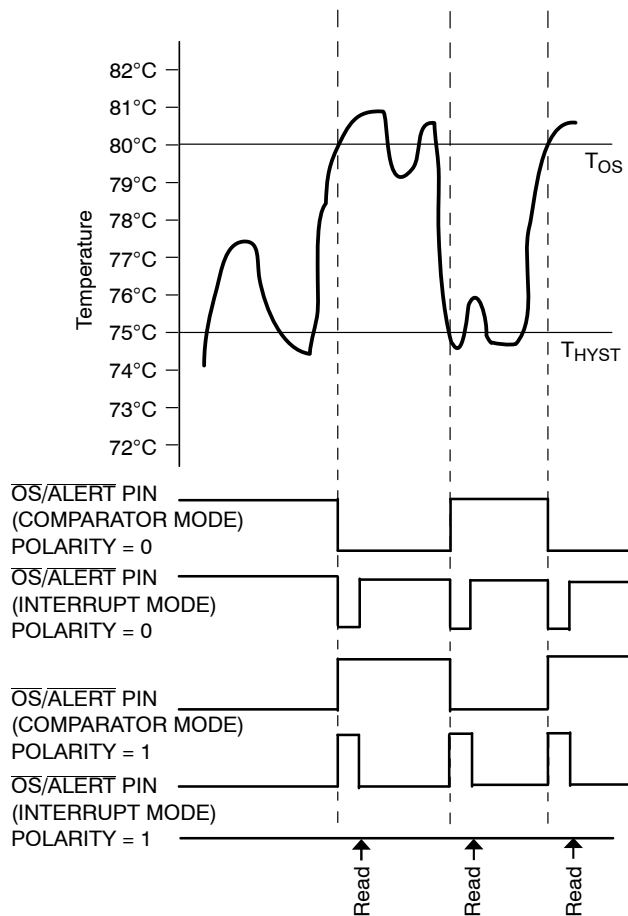 82°C
81°C
80°C
79°C
78°C
77°C
76°C
75°C
74°C
73°C
72°C
Temperature
TOS
THYST
OS/ALERT PIN
(COMPARATOR MODE)
POLARITY = 0
OS/ALERT PIN
(INTERRUPT MODE)
POLARITY = 0
OS/ALERT PIN
(COMPARATOR MODE)
POLARITY = 1
OS/ALERT PIN
(INTERRUPT MODE)
POLARITY = 1
Read
Read
Read